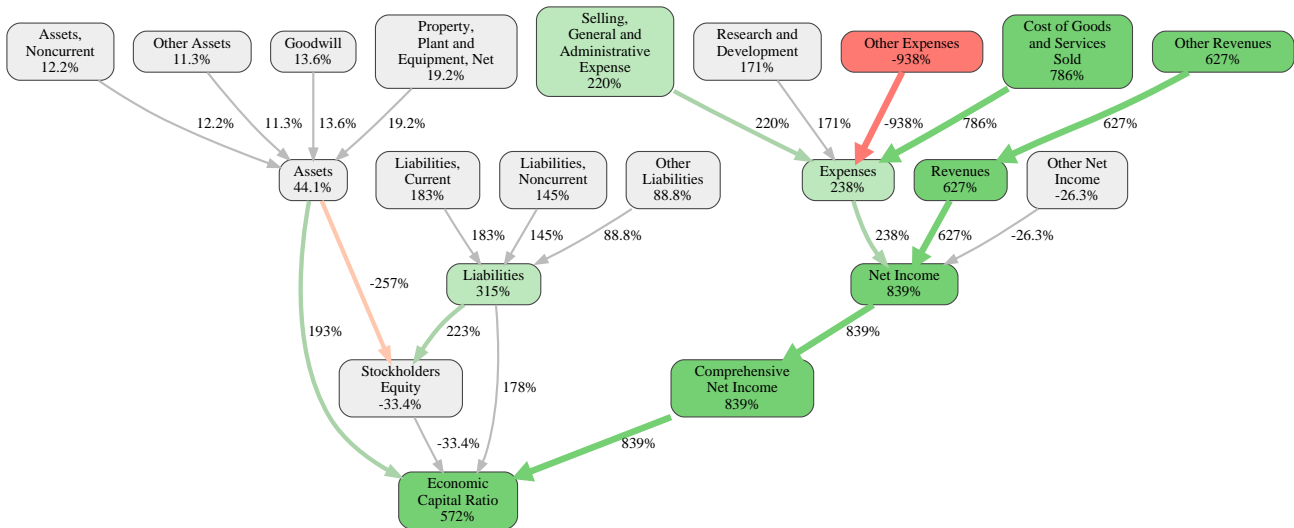 Assets,
Noncurrent
12.2%
Other Assets
11.3%
Goodwill
13.6%
Property,
Plant and
Equipment, Net
19.2%
Selling,
General and
Administrative
Expense
220%
Research and
Development
171%
Other Expenses
-938%
Cost of Goods
and Services
Sold
786%
Other Revenues
627%
12.2%
11.3%
13.6%
19.2%
220%
171%
-938%
786%
627%
Assets
44.1%
Liabilities,
Current
183%
Liabilities,
Noncurrent
145%
Other
Liabilities
88.8%
Expenses
238%
Revenues
627%
Other Net
Income
-26.3%
183%
145%
88.8%
238%
627%
-26.3%
Liabilities
315%
Net Income
839%
-257%
193%
223%
178%
839%
Stockholders
Equity
-33.4%
Comprehensive
Net Income
839%
-33.4%
839%
Economic
Capital Ratio
572%